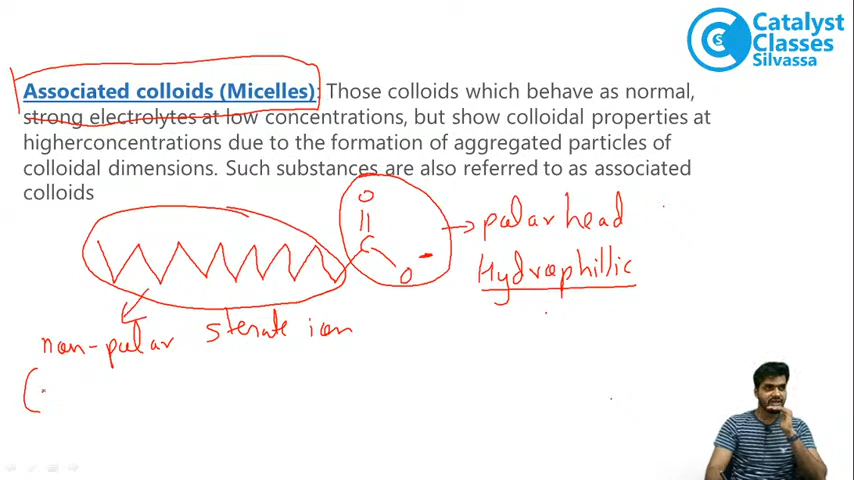 Catalyst
Classes
Silvassa
Associated colloids (Micelles): Those colloids which behave as normal,
strong electrolytes at low concentrations, but show colloidal properties at
higherconcentrations due to the formation of aggregated particles of
colloidal dimensions. Such substances are also referred to as associated
colloids
O
C
O -
polar head
Hydrophillic
sterate ion
non-polar
(